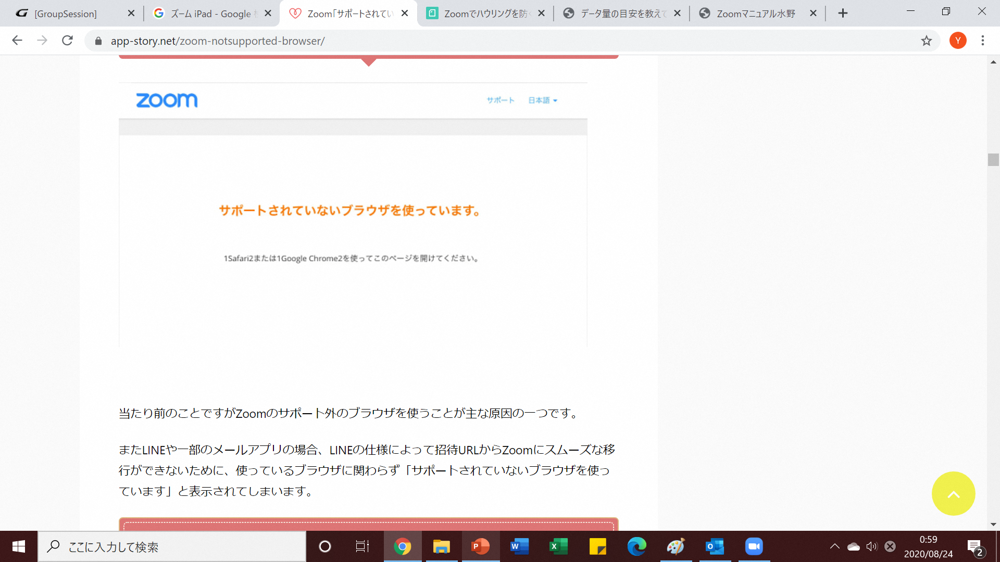 [GroupSession]
ズーム iPad - Google
Zoom「サポートされてい
Zoomでハウリングを防
データ量の目安を教えて
Zoomマニュアル水野
app-story.net/zoom-notsupported-browser/
Y
zoom
サポート
日本語
サポートされていないブラウザを使っています。
1Safari2または1Google Chrome2を使ってこのページを開けてください。
当たり前のことですがZoomのサポート外のブラウザを使うことが主な原因の一つです。
またLINEや一部のメールアプリの場合、LINEの仕様によって招待URLからZoomにスムーズな移
行ができないために、使っているブラウザに関わらず「サポートされていないブラウザを使っ
ています」と表示されてしまいます。
ここに入力して検索
0:59
2020/08/24
2